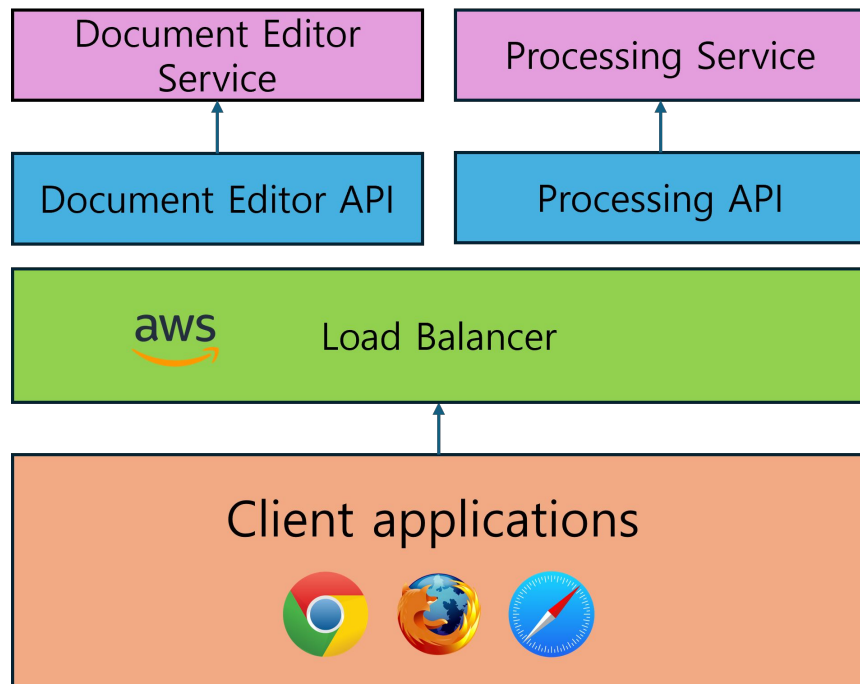 Document Editor
Service
Processing Service
Document Editor API
Processing API
aws
Load Balancer
Client applications